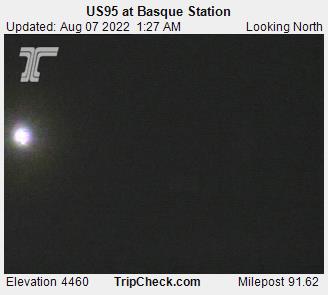 US95 at Basque Station
Updated: Aug 07 2022 1:27 AM Looking North
Elevation 4460 TripCheck.com Milepost 91.62